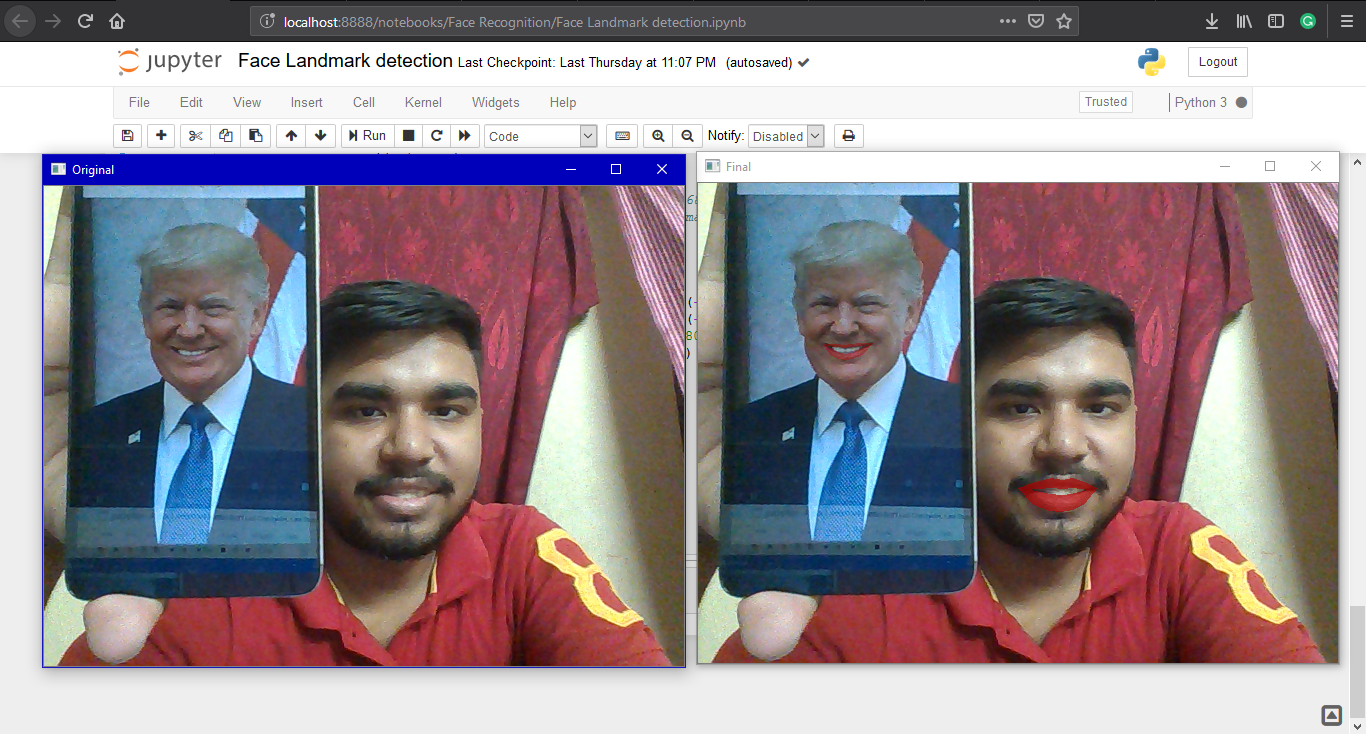 localhost:8888/notebooks/Face Recognition/Face Landmark detection.ipynb
jupyter Face Landmark detection Last Checkpoint: Last Thursday at 11:07 PM (autosaved)
Logout
File Edit View Insert Cell Kernel Widgets Help
Trusted Python 3
Run Code Notify: Disabled
Original
Final